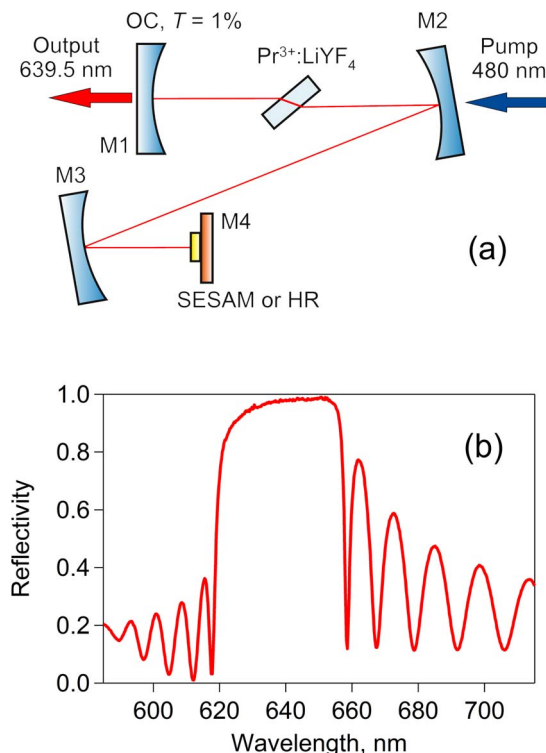 OC, T = 1%
Output
639.5 nm
Pr³⁺:LiYF₄
M2
Pump
480 nm
M1
M3
M4
SESAM or HR
(a)
(b)
Reflectivity
1.0
0.8
0.6
0.4
0.2
0.0
600 620 640 660 680 700
Wavelength, nm